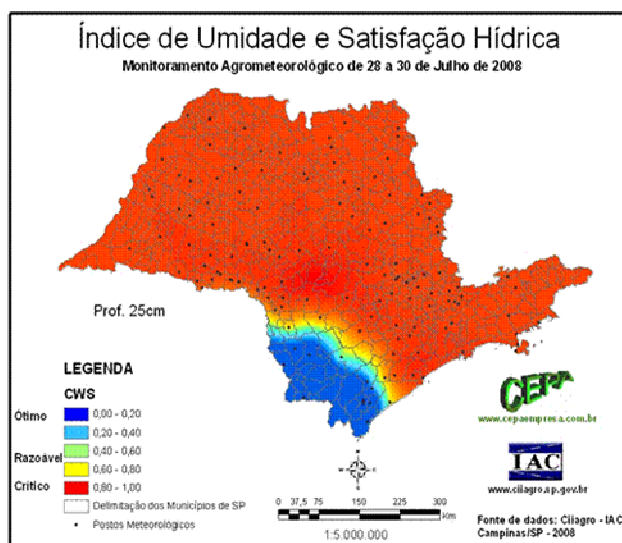 Índice de Umidade e Satisfação Hídrica
Monitoramento Agrometeorológico de 28 a 30 de Julho de 2008
Prof. 25cm
LEGENDA
CWS
Ótimo
0,00 - 0,20
0,20 - 0,40
Razoável
0,40 - 0,60
0,60 - 0,80
Crítico
0,80 - 1,00
Delimitação dos Municípios de SP
Postos Meteorológicos
CEPA
www.cepaempresa.com.br
IAC
www.ciiagro.sp.gov.br
0 37,5 75 150 225 300
KM
1:5.000.000
Fonte de dados: Ciiagro - IAC
Campinas/SP - 2008